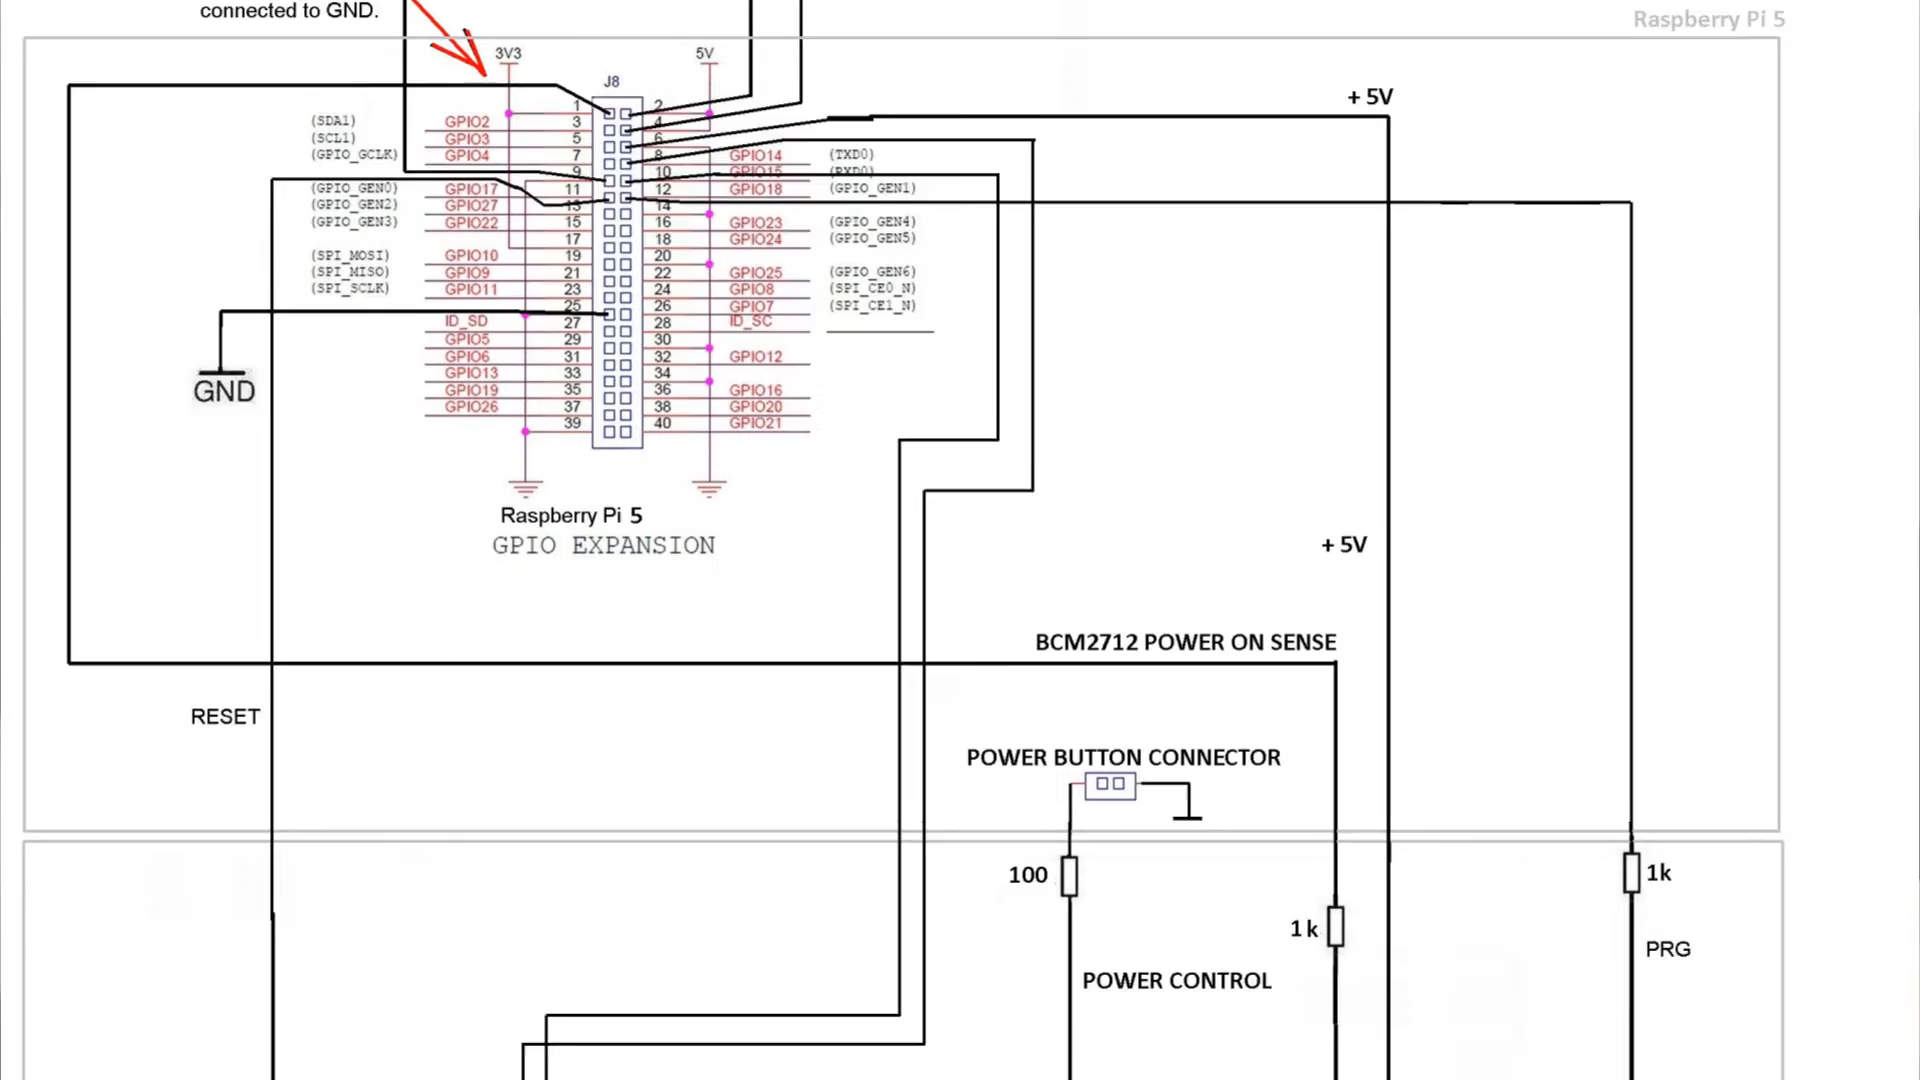 connected to GND.
Raspberry Pi 5
3V3
5V
J8
+ 5V
1 2
3 4
5 6
7 8
9 10
11 12
13 14
15 16
17 18
19 20
21 22
23 24
25 26
27 28
29 30
31 32
33 34
35 36
37 38
39 40
(SDA1) GPIO2
(SCL1) GPIO3
(GPIO_GCLK) GPIO4
(GPIO_GEN0) GPIO17
(GPIO_GEN2) GPIO27
(GPIO_GEN3) GPIO22
(SPI_MOSI) GPIO10
(SPI_MISO) GPIO9
(SPI_SCLK) GPIO11
ID_SD
GPIO5
GPIO6
GPIO13
GPIO19
GPIO26
GPIO14 (TXD0)
GPIO15 (RXD0)
GPIO18 (GPIO_GEN1)
GPIO23 (GPIO_GEN4)
GPIO24 (GPIO_GEN5)
GPIO25 (GPIO_GEN6)
GPIO8 (SPI_CE0_N)
GPIO7 (SPI_CE1_N)
ID_SC
GPIO12
GPIO16
GPIO20
GPIO21
GND
Raspberry Pi 5
GPIO EXPANSION
+ 5V
BCM2712 POWER ON SENSE
RESET
POWER BUTTON CONNECTOR
100
1k
1k
PRG
POWER CONTROL